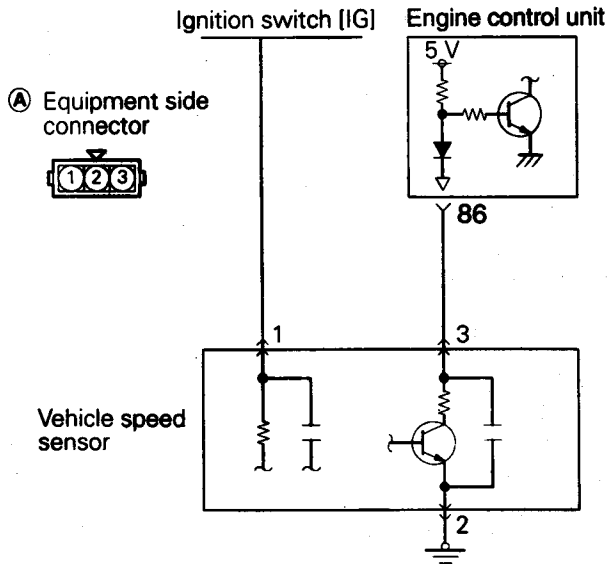 Ignition switch [IG]
Engine control unit
5 V
Ⓐ Equipment side
connector
1 2 3
86
1
3
Vehicle speed
sensor
2